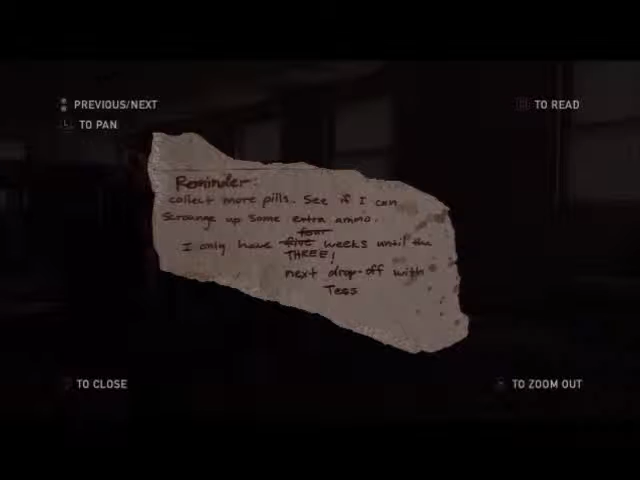 PREVIOUS/NEXT
TO PAN
TO READ
Reminder:
collect more pills. See if I can
scrounge up some extra ammo.
four
I only have five weeks until the
THREE!
next drop-off with
Tess
TO CLOSE
TO ZOOM OUT